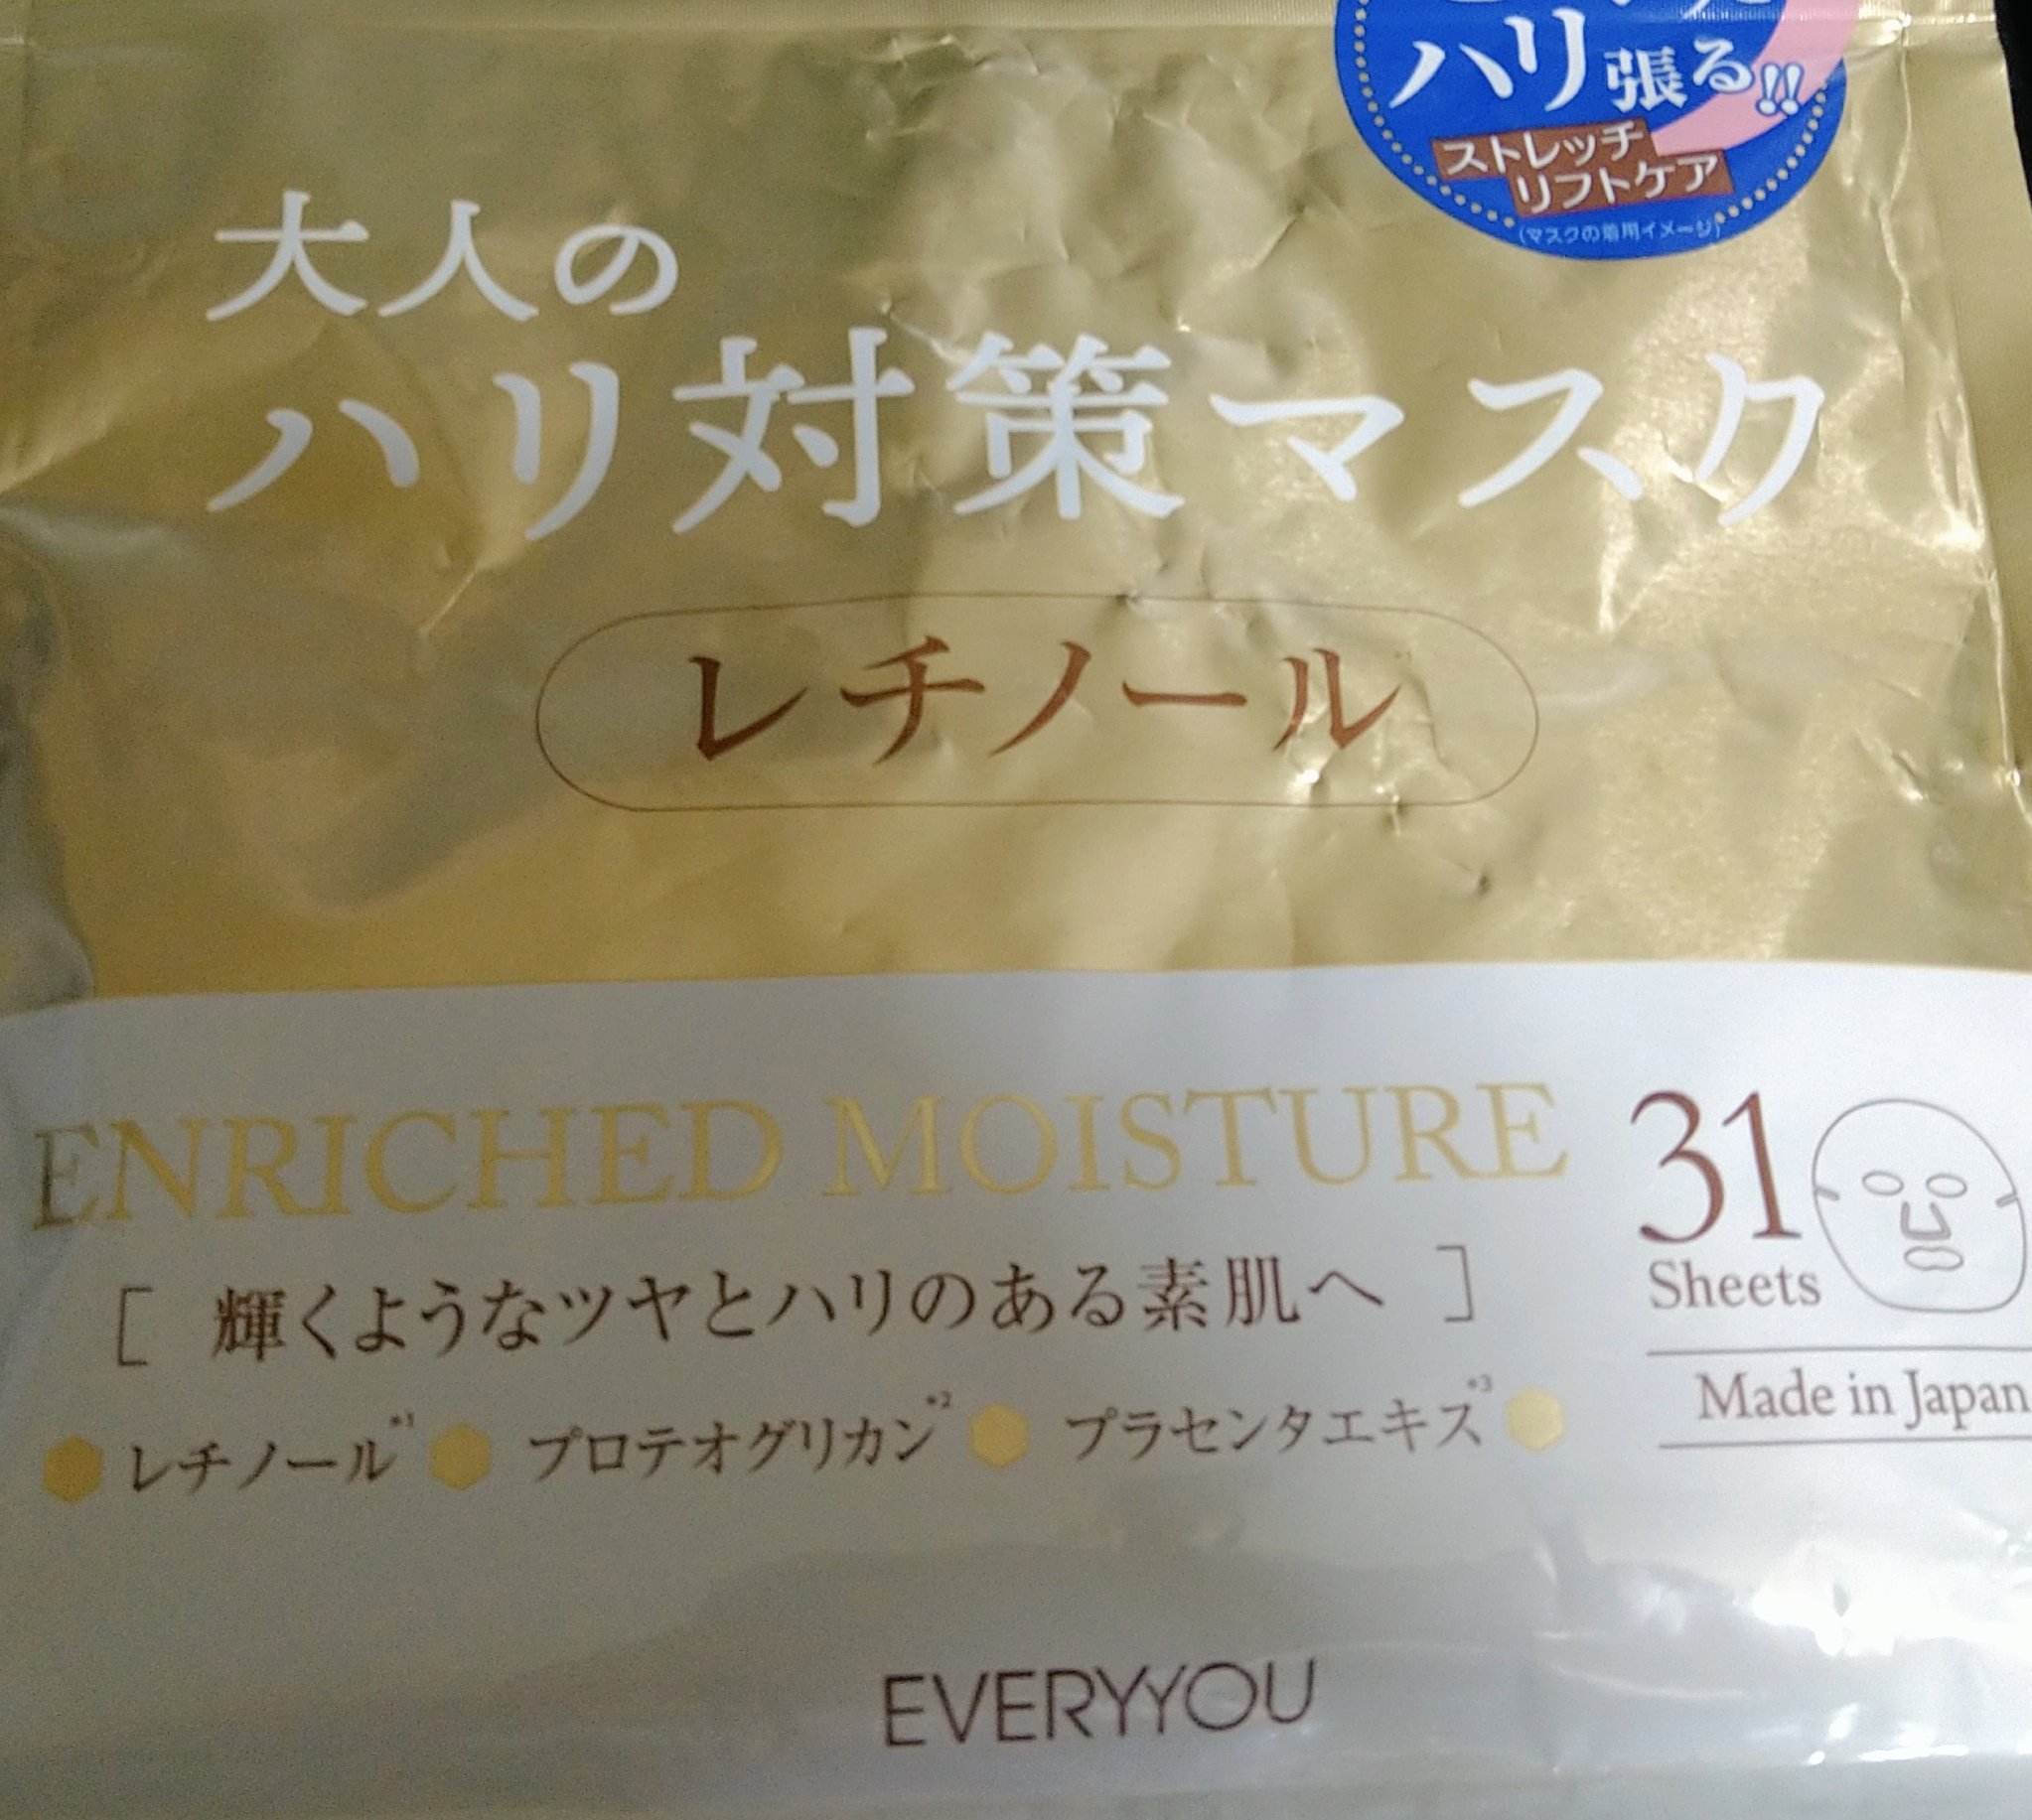 ハリ張る!!
ストレッチ
リフトケア
(マスクの着用イメージ)
大人の
ハリ対策マスク
レチノール
ENRICHED MOISTURE
31
Sheets
[ 輝くようなツヤとハリのある素肌へ ]
Made in Japan
レチノール*1 プロテオグリカン*2 プラセンタエキス*3
EVERYYOU